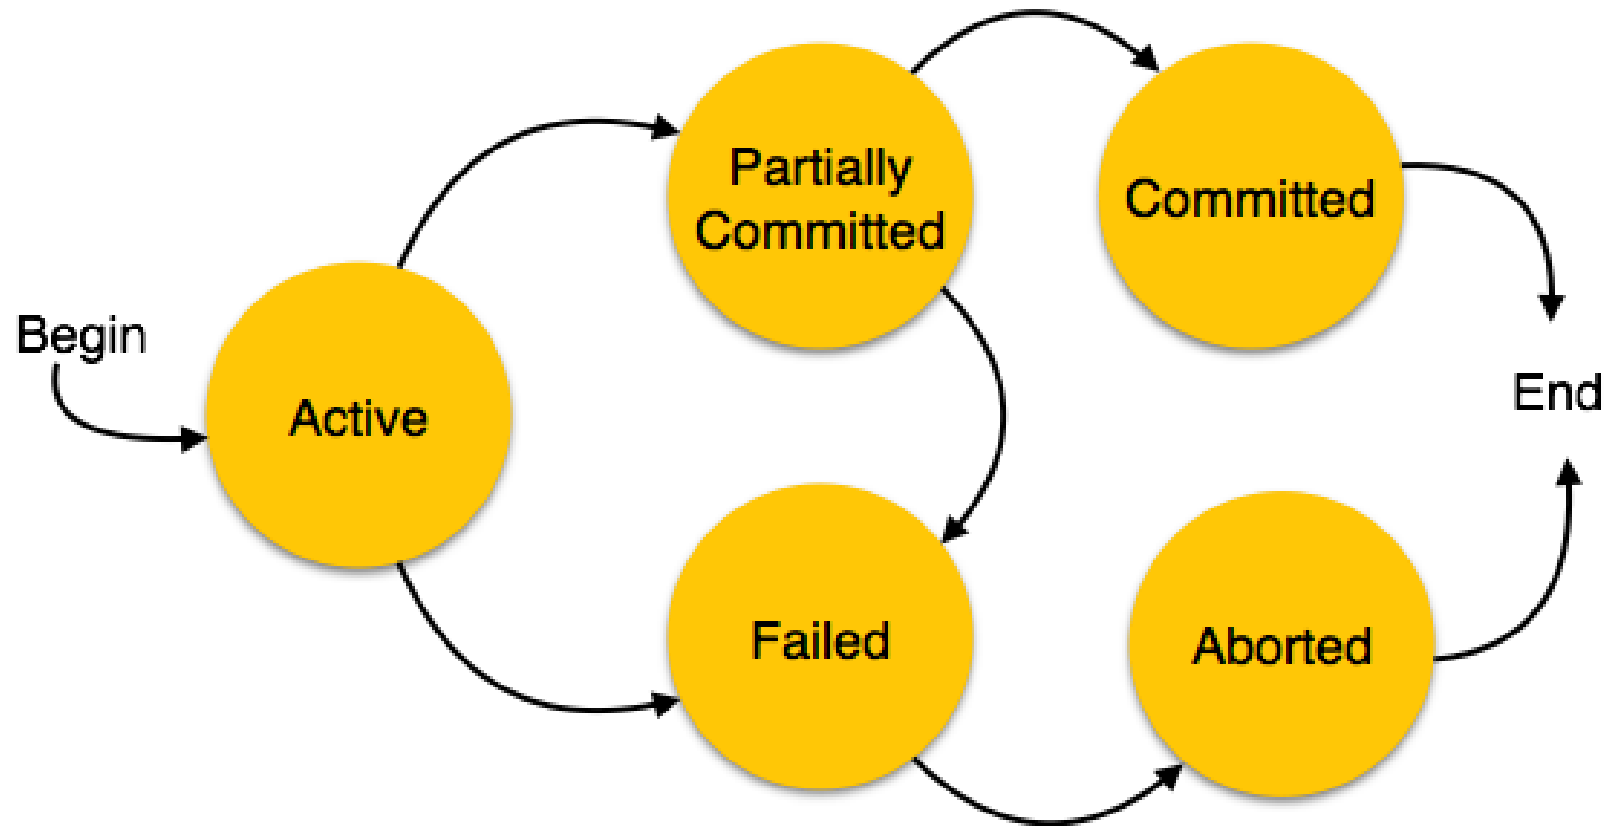 Begin
Active
Partially
Committed
Committed
Failed
Aborted
End